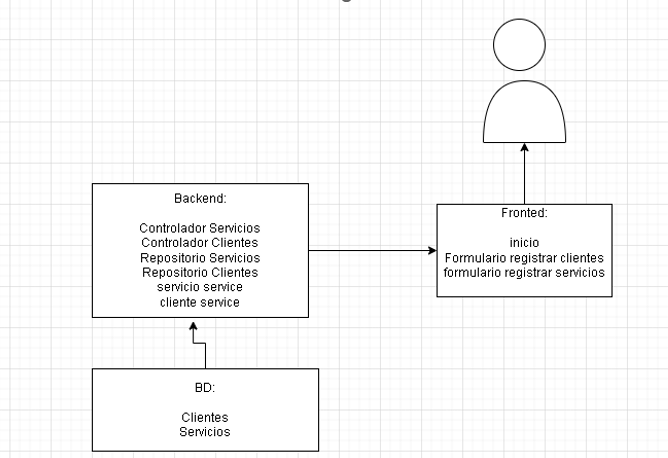 Backend:
Controlador Servicios
Controlador Clientes
Repositorio Servicios
Repositorio Clientes
servicio service
cliente service
Fronted:
inicio
Formulario registrar clientes
formulario registrar servicios
BD:
Clientes
Servicios